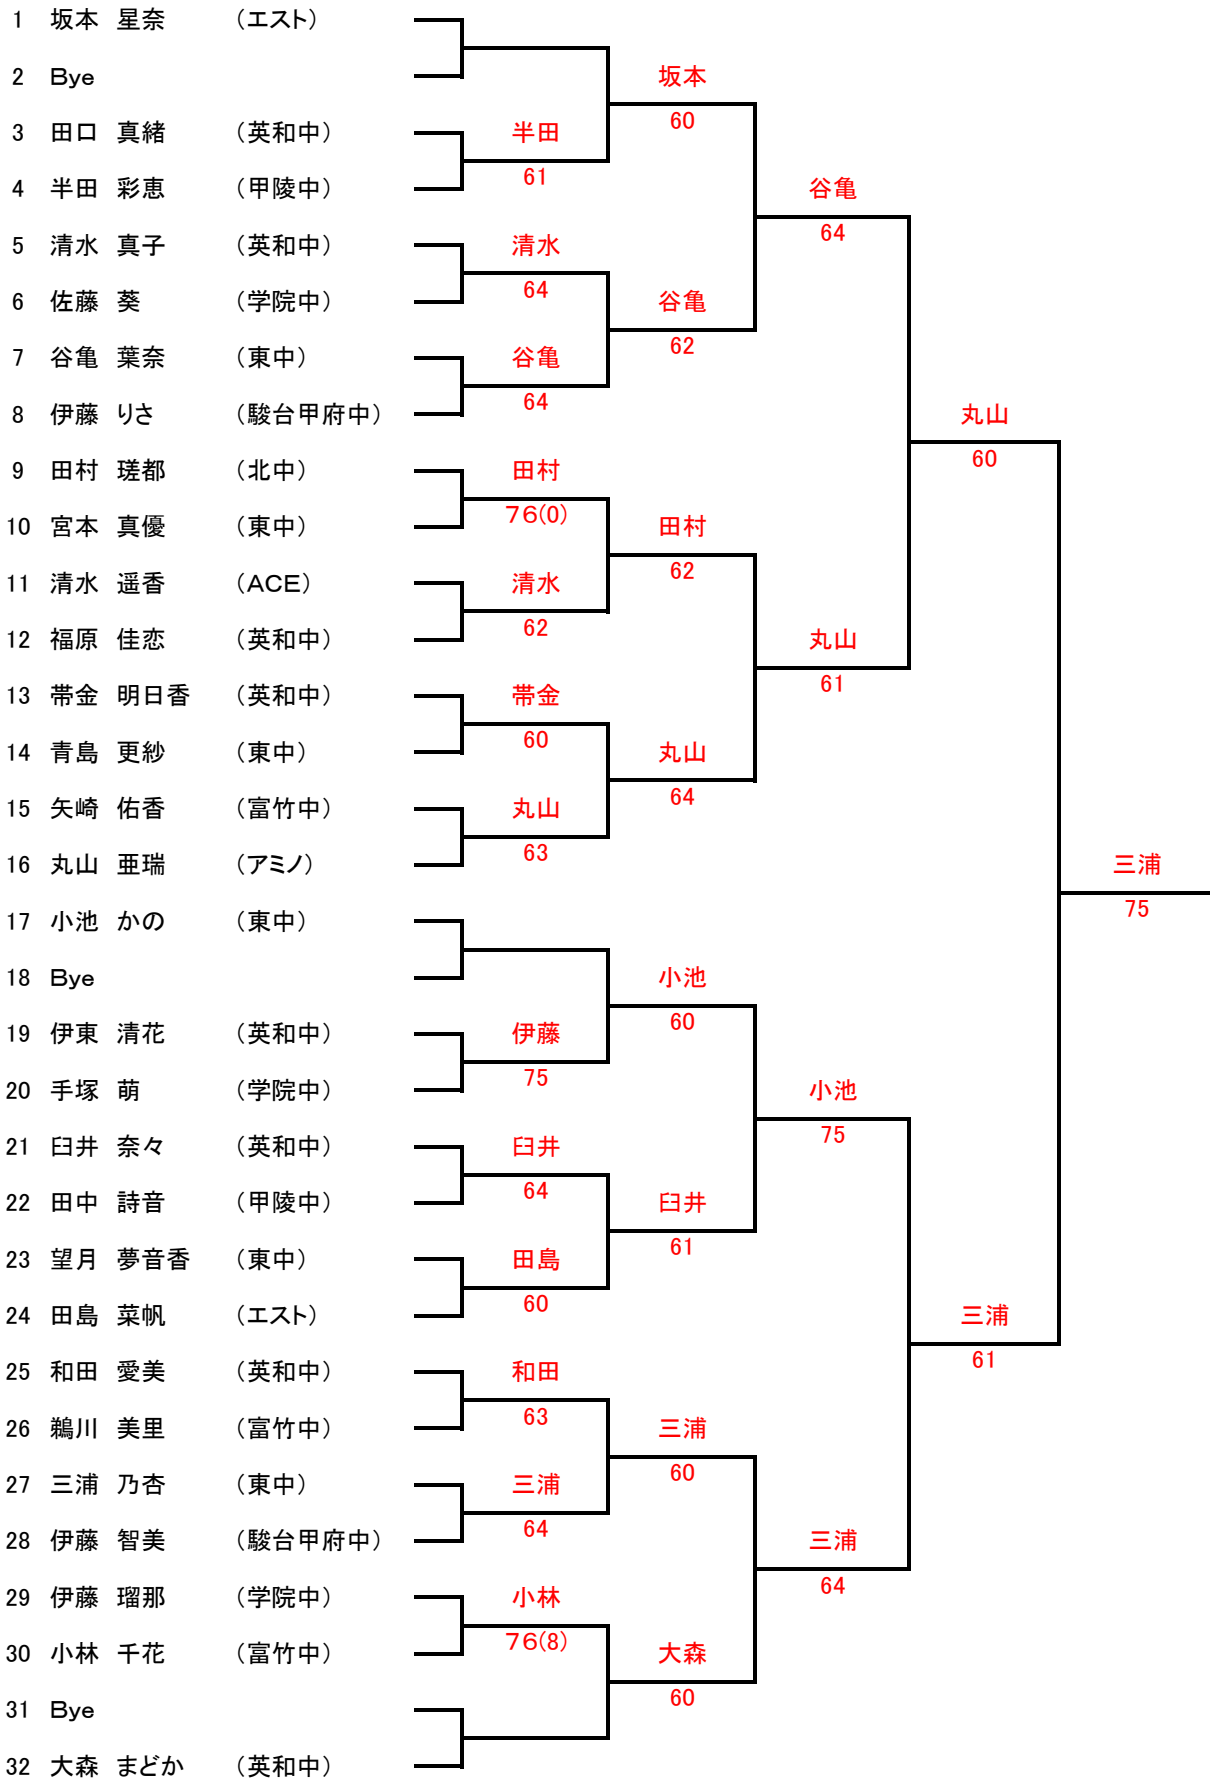 1 坂本 星奈 (エスト)
2 Bye
坂本
3 田口 真緒 (英和中) 半田
60
61
4 半田 彩恵 (甲陵中) 谷亀
64
5 清水 真子 (英和中) 清水
64
6 佐藤 葵 (学院中) 谷亀
62
7 谷亀 葉奈 (東中) 谷亀
64
8 伊藤 りさ (駿台甲府中) 丸山
60
9 田村 瑳都 (北中) 田村
76(0)
10 宮本 真優 (東中) 田村
62
11 清水 遥香 (ACE) 清水
62
12 福原 佳恋 (英和中) 丸山
61
13 帯金 明日香 (英和中) 帯金
60
14 青島 更紗 (東中) 丸山
64
15 矢崎 佑香 (富竹中) 丸山
63
16 丸山 亜瑞 (アミノ) 三浦
75
17 小池 かの (東中)
18 Bye 小池
60
19 伊東 清花 (英和中) 伊藤
75
20 手塚 萌 (学院中) 小池
75
21 臼井 奈々 (英和中) 臼井
64
22 田中 詩音 (甲陵中) 臼井
61
23 望月 夢音香 (東中) 田島
60
24 田島 菜帆 (エスト) 三浦
61
25 和田 愛美 (英和中) 和田
63
26 鵜川 美里 (富竹中) 三浦
60
27 三浦 乃杏 (東中) 三浦
64
28 伊藤 智美 (駿台甲府中) 三浦
64
29 伊藤 瑠那 (学院中) 小林
76(8)
30 小林 千花 (富竹中) 大森
60
31 Bye
32 大森 まどか (英和中)